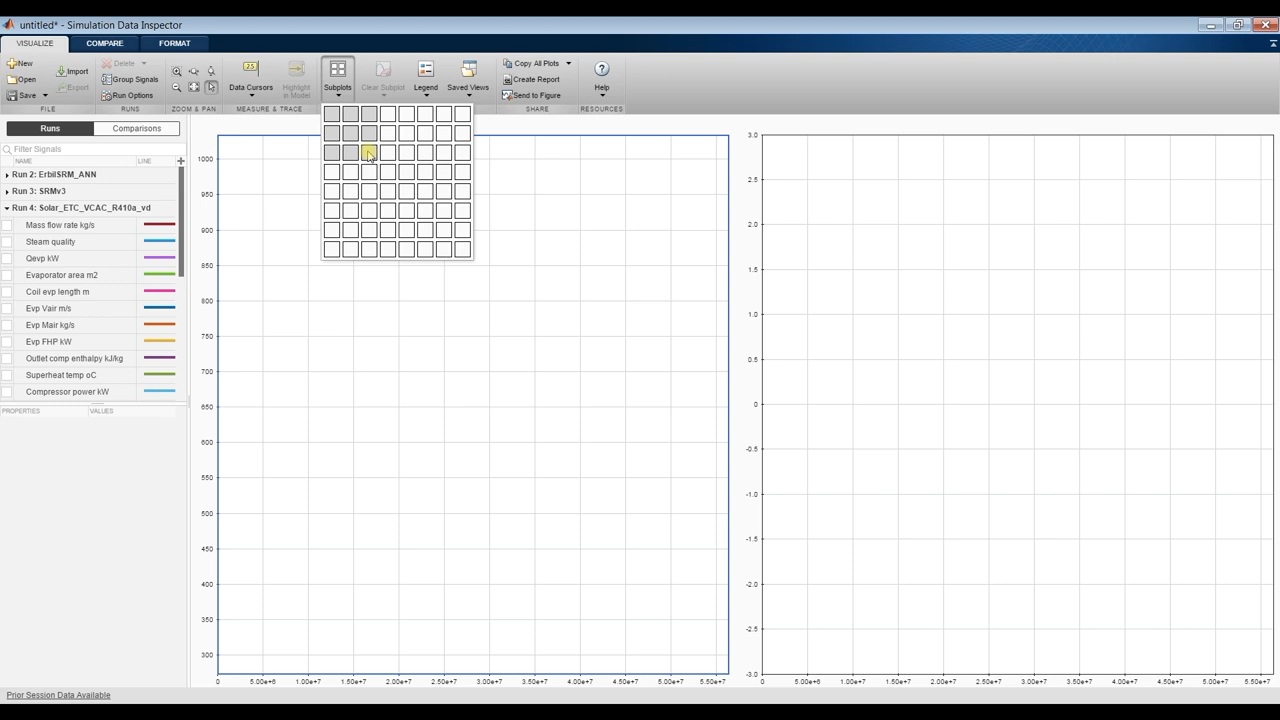 untitled* - Simulation Data Inspector
VISUALIZE COMPARE FORMAT
New Open Save
Import Export
FILE
Delete
Group Signals
Run Options
RUNS
ZOOM & PAN
Data Cursors
Highlight in Model
MEASURE & TRACE
Subplots
Clear Subplot
Legend
Saved Views
Copy All Plots
Create Report
Send to Figure
SHARE
Help
RESOURCES
Runs Comparisons
Filter Signals
NAME LINE
Run 2: ErbilSRM_ANN
Run 3: SRMv3
Run 4: Solar_ETC_VCAC_R410a_vd
Mass flow rate kg/s
Steam quality
Qevp kW
Evaporator area m2
Coil evp length m
Evp Vair m/s
Evp Mair kg/s
Evp FHP kW
Outlet comp enthalpy kJ/kg
Superheat temp oC
Compressor power kW
PROPERTIES VALUES
Prior Session Data Available
1000
950
900
850
800
750
700
650
600
550
500
450
400
350
300
0 5.00e+6 1.00e+7 1.50e+7 2.00e+7 2.50e+7 3.00e+7 3.50e+7 4.00e+7 4.50e+7 5.00e+7 5.50e+7
3.0
2.5
2.0
1.5
1.0
0.5
0
-0.5
-1.0
-1.5
-2.0
-2.5
-3.0
0 5.00e+6 1.00e+7 1.50e+7 2.00e+7 2.50e+7 3.00e+7 3.50e+7 4.00e+7 4.50e+7 5.00e+7 5.50e+7